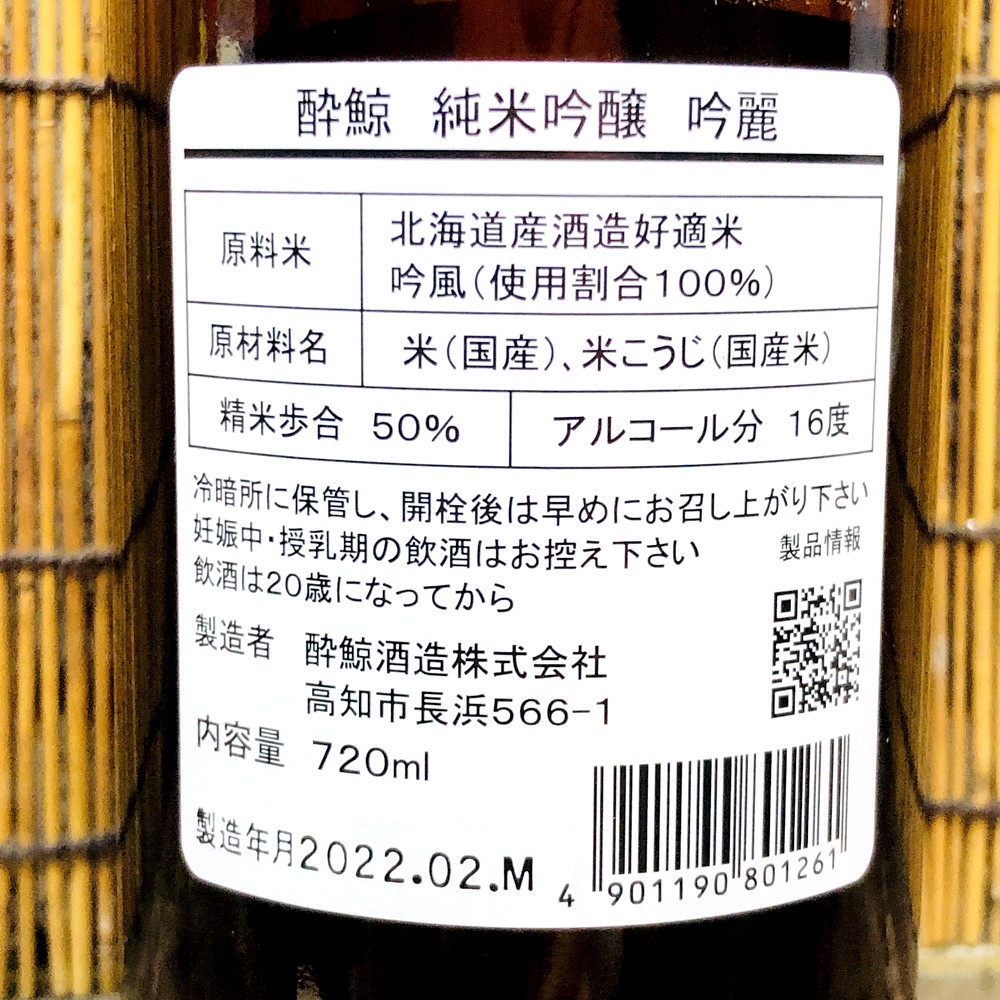 酔鯨 純米吟醸 吟麗
原料米
北海道産酒造好適米
吟風(使用割合100%)
原材料名
米(国産)、米こうじ(国産米)
精米歩合 50%
アルコール分 16度
冷暗所に保管し、開栓後は早めにお召し上がり下さい
妊娠中・授乳期の飲酒はお控え下さい
飲酒は20歳になってから
製品情報
製造者 酔鯨酒造株式会社
高知市長浜566-1
内容量 720ml
製造年月2022.02.M
4 901190 801261